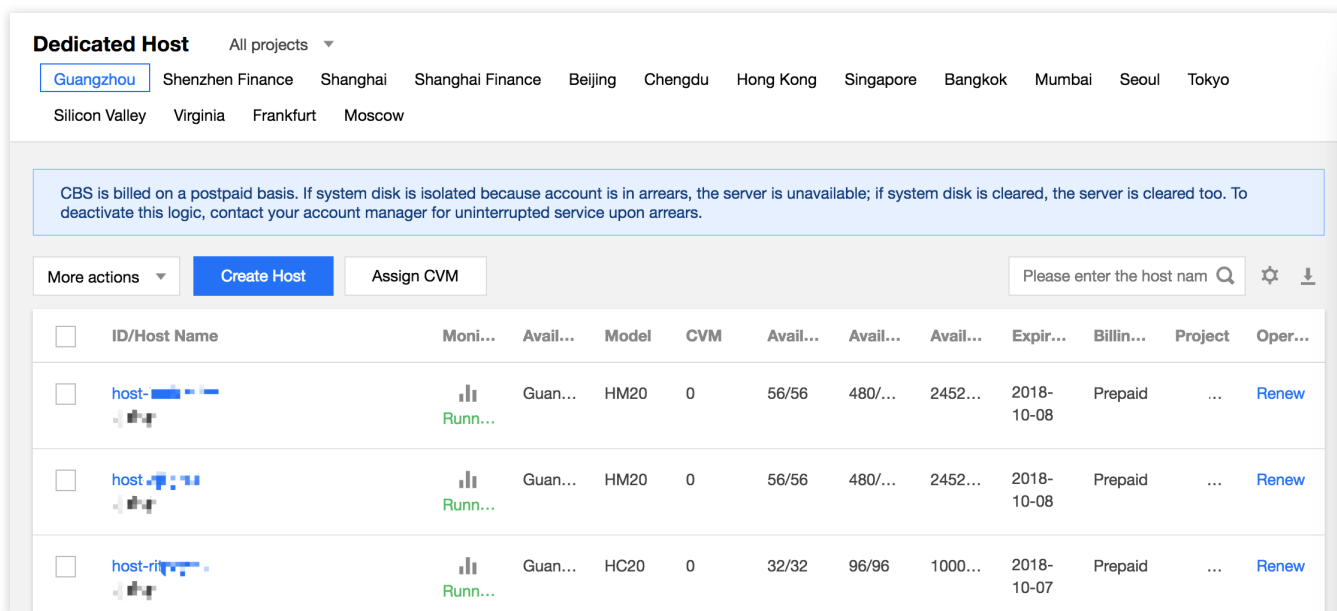 Dedicated Host All projects
Guangzhou Shenzhen Finance Shanghai Shanghai Finance Beijing Chengdu Hong Kong Singapore Bangkok Mumbai Seoul Tokyo
Silicon Valley Virginia Frankfurt Moscow
CBS is billed on a postpaid basis. If system disk is isolated because account is in arrears, the server is unavailable; if system disk is cleared, the server is cleared too. To
deactivate this logic, contact your account manager for uninterrupted service upon arrears.
More actions Create Host Assign CVM Please enter the host nam
ID/Host Name Moni... Avail... Model CVM Avail... Avail... Avail... Expir... Billin... Project Oper...
host- Guan... HM20 0 56/56 480/... 2452... 2018- Prepaid ... Renew
Runn... 10-08
host Guan... HM20 0 56/56 480/... 2452... 2018- Prepaid ... Renew
Runn... 10-08
host-rit Guan... HC20 0 32/32 96/96 1000... 2018- Prepaid ... Renew
Runn... 10-07